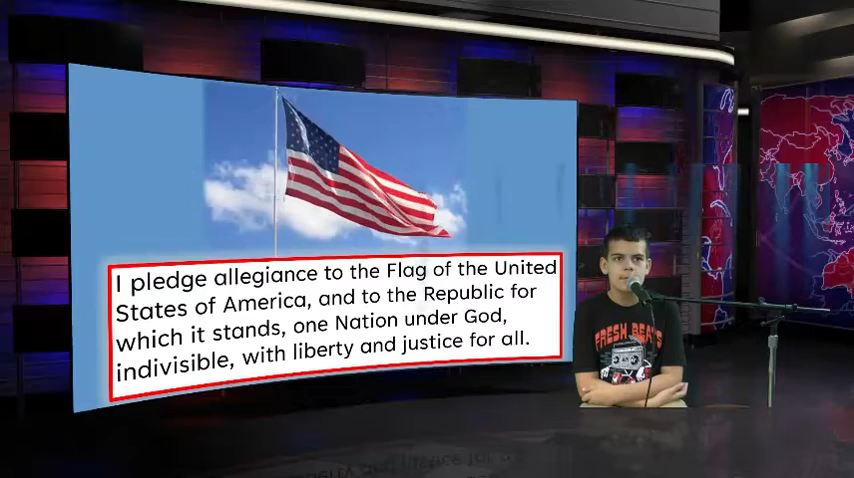 I pledge allegiance to the Flag of the United
States of America, and to the Republic for
which it stands, one Nation under God,
indivisible, with liberty and justice for all.
FRESH BEATS